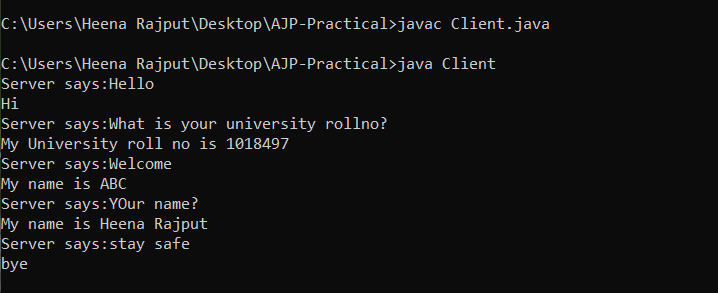 C:\Users\Heena Rajput\Desktop\AJP-Practical>javac Client.java
C:\Users\Heena Rajput\Desktop\AJP-Practical>java Client
Server says:Hello
Hi
Server says:What is your university rollno?
My University roll no is 1018497
Server says:Welcome
My name is ABC
Server says:YOur name?
My name is Heena Rajput
Server says:stay safe
bye